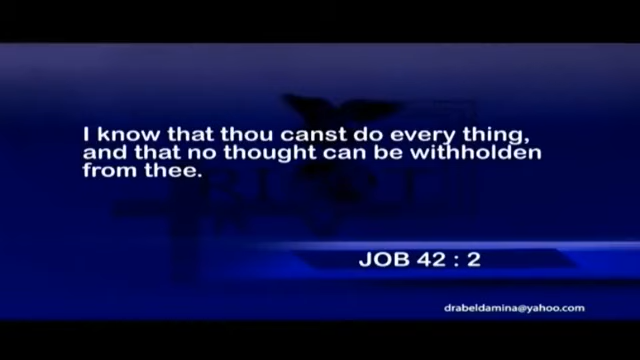 I know that thou canst do every thing,
and that no thought can be withholden
from thee.
JOB 42 : 2
drabeldamina@yahoo.com